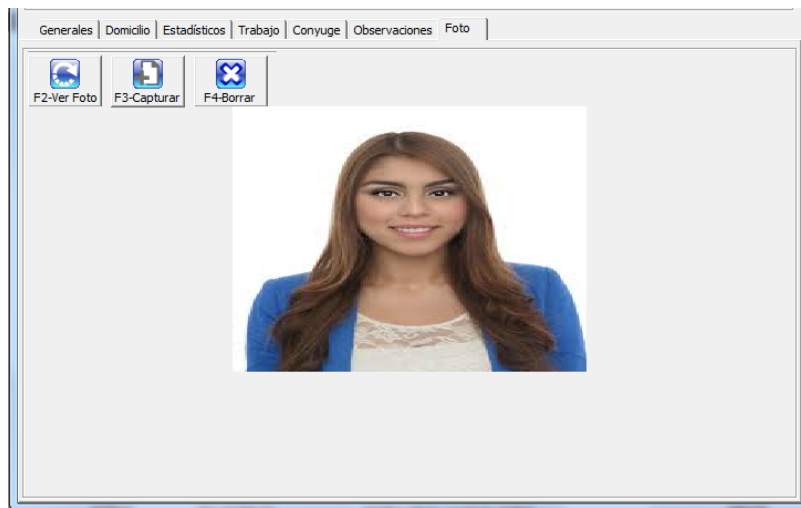 Generales Domicilio Estadísticos Trabajo Conyuge Observaciones Foto
F2-Ver Foto F3-Capturar F4-Borrar